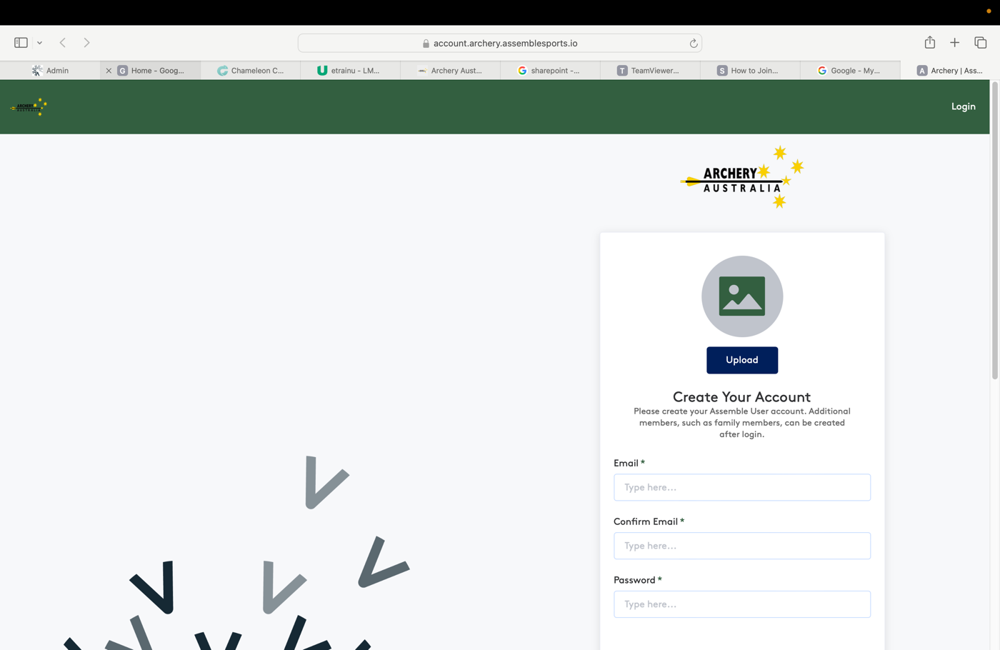 account.archery.assemblesports.io
Admin
G Home - Goog...
Chameleon C...
etrainu - LM...
Archery Aust...
sharepoint -...
T TeamViewer...
S How to Join...
Google - My...
A Archery | Ass...
ARCHERY
AUSTRALIA
Login
ARCHERY
AUSTRALIA
Upload
Create Your Account
Please create your Assemble User account. Additional
members, such as family members, can be created
after login.
Email *
Type here...
Confirm Email *
Type here...
Password *
Type here...